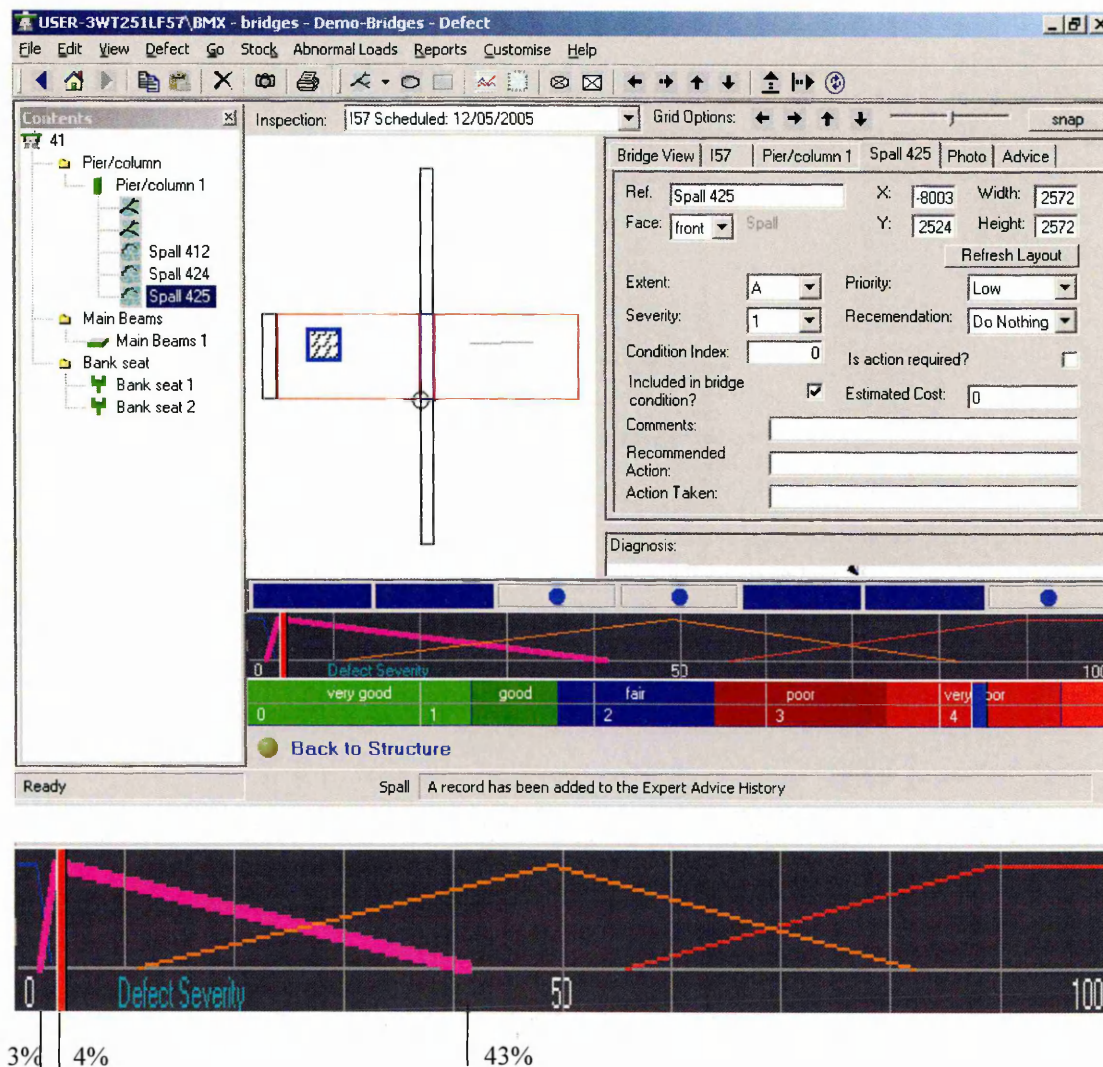 USER-3WT251LF57\BMX - bridges - Demo-Bridges - Defect
File Edit View Defect Go Stock Abnormal Loads Reports Customise Help
Contents
Inspection: I57 Scheduled: 12/05/2005 Grid Options: snap
41
Pier/column
Pier/column 1
Spall 412
Spall 424
Spall 425
Main Beams
Main Beams 1
Bank seat
Bank seat 1
Bank seat 2
Bridge View I57 Pier/column 1 Spall 425 Photo Advice
Ref. Spall 425 X: -8003 Width: 2572
Face: front Spall Y: 2524 Height: 2572
Refresh Layout
Extent: A Priority: Low
Severity: 1 Recemendation: Do Nothing
Condition Index: 0 Is action required?
Included in bridge condition? Estimated Cost: 0
Comments:
Recommended Action:
Action Taken:
Diagnosis:
0 Defect Severity 50 100
very good good fair poor very poor
0 1 2 3 4
Back to Structure
Ready Spall A record has been added to the Expert Advice History
0 Defect Severity 50 100
3% 4% 43%